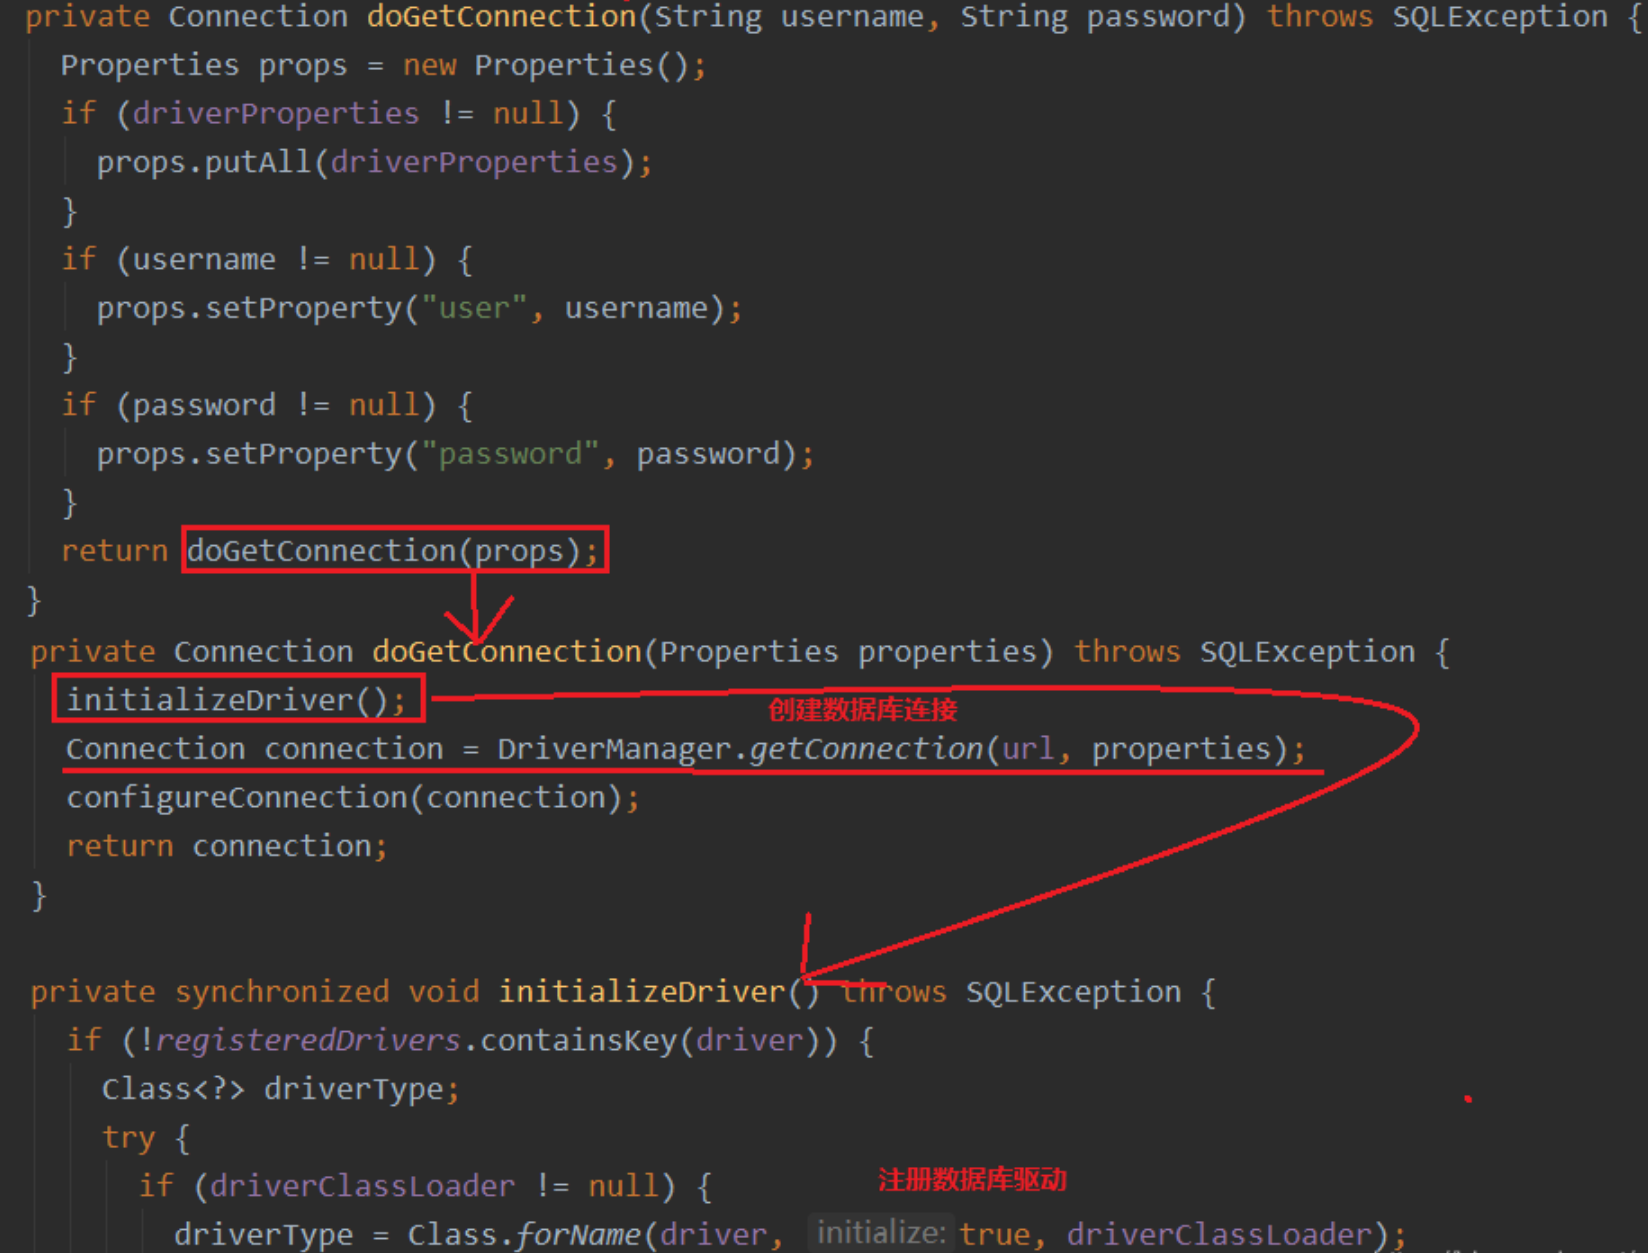 private Connection doGetConnection(String username, String password) throws SQLException {
Properties props = new Properties();
if (driverProperties != null) {
props.putAll(driverProperties);
}
if (username != null) {
props.setProperty("user", username);
}
if (password != null) {
props.setProperty("password", password);
}
return doGetConnection(props);
}
private Connection doGetConnection(Properties properties) throws SQLException {
initializeDriver();
创建数据库连接
Connection connection = DriverManager.getConnection(url, properties);
configureConnection(connection);
return connection;
}
private synchronized void initializeDriver() throws SQLException {
if (!registeredDrivers.containsKey(driver)) {
Class<?> driverType;
try {
if (driverClassLoader != null) {
注册数据库驱动
driverType = Class.forName(driver, initialize: true, driverClassLoader);